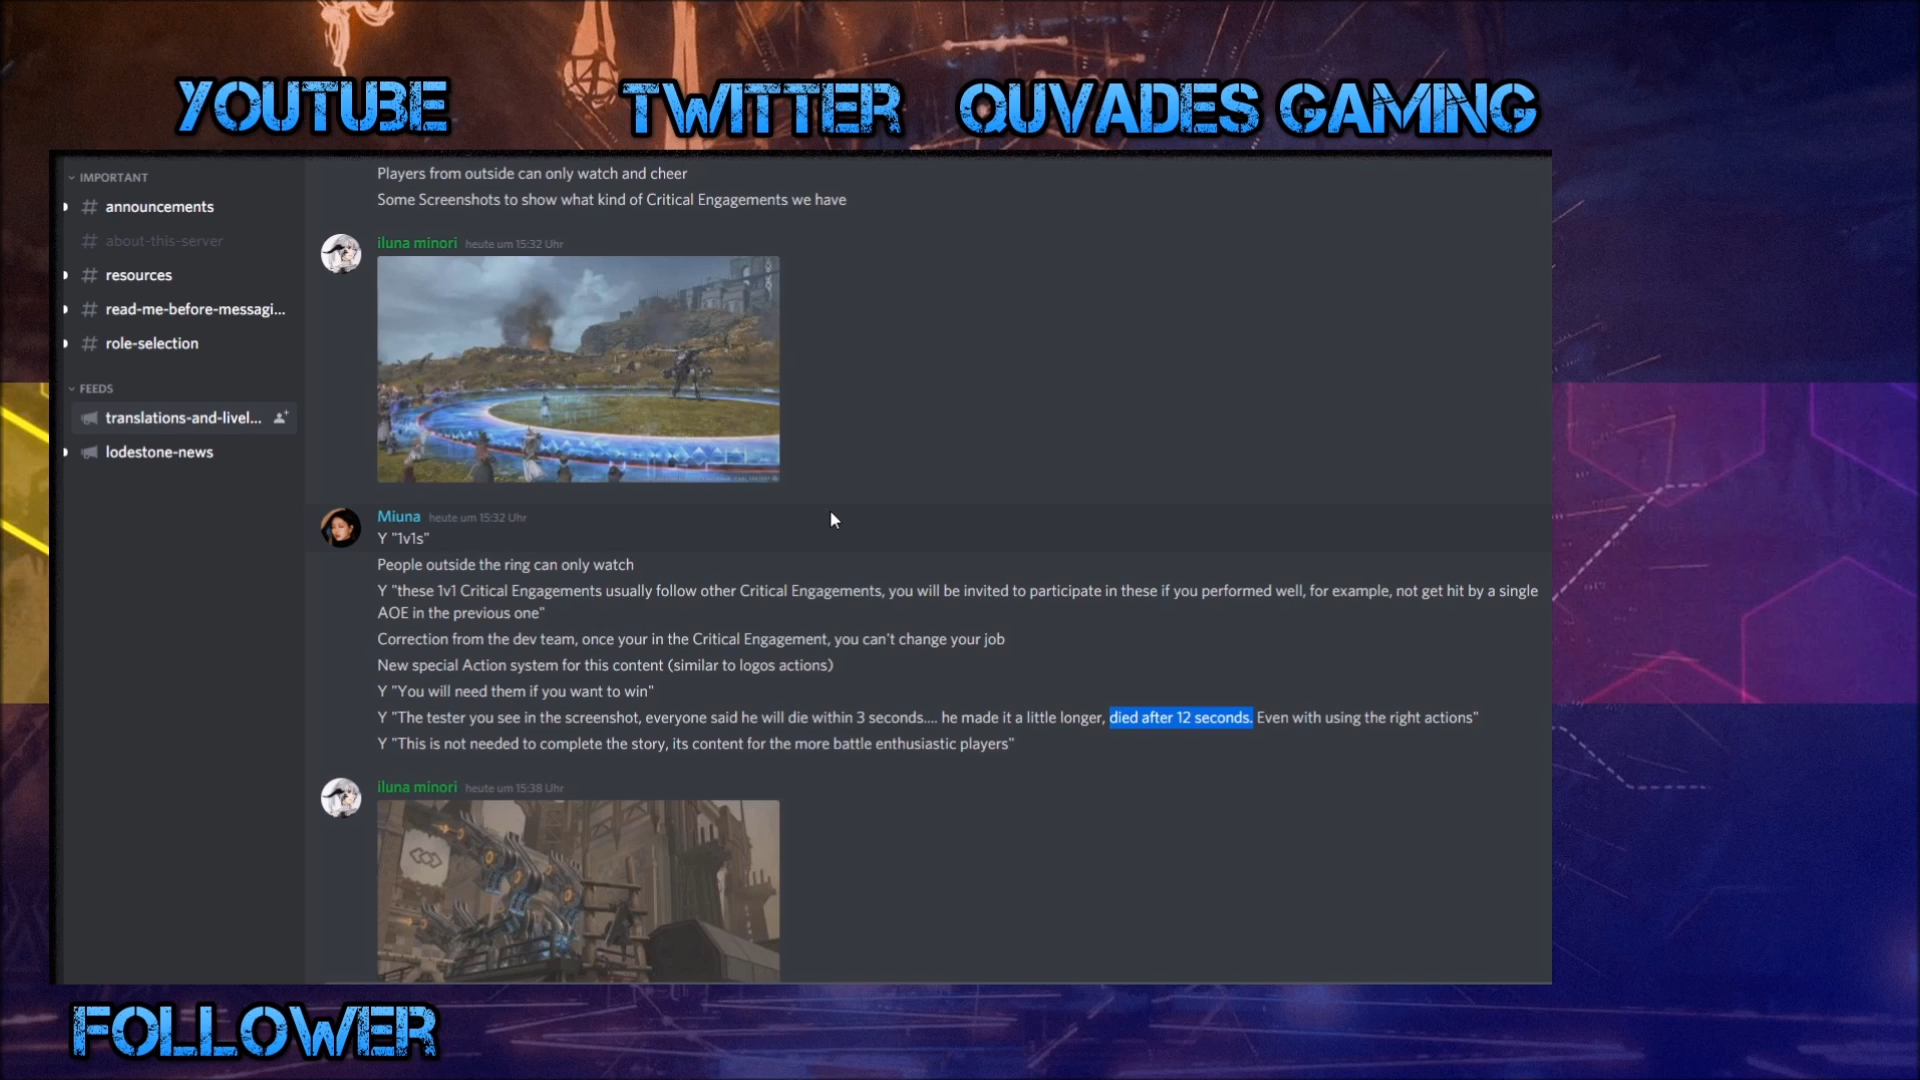 YOUTUBE
TWITTER
QUVADES GAMING
IMPORTANT
announcements
about-this-server
resources
read-me-before-messagi...
role-selection
FEEDS
translations-and-livel...
lodestone-news
Players from outside can only watch and cheer
Some Screenshots to show what kind of Critical Engagements we have
iluna minori heute um 15:32 Uhr
Miuna heute um 15:32 Uhr
Y "1v1s"
People outside the ring can only watch
Y "these 1v1 Critical Engagements usually follow other Critical Engagements, you will be invited to participate in these if you performed well, for example, not get hit by a single
AOE in the previous one"
Correction from the dev team, once your in the Critical Engagement, you can't change your job
New special Action system for this content (similar to logos actions)
Y "You will need them if you want to win"
Y "The tester you see in the screenshot, everyone said he will die within 3 seconds.... he made it a little longer, died after 12 seconds. Even with using the right actions"
Y "This is not needed to complete the story, its content for the more battle enthusiastic players"
iluna minori heute um 15:38 Uhr
FOLLOWER